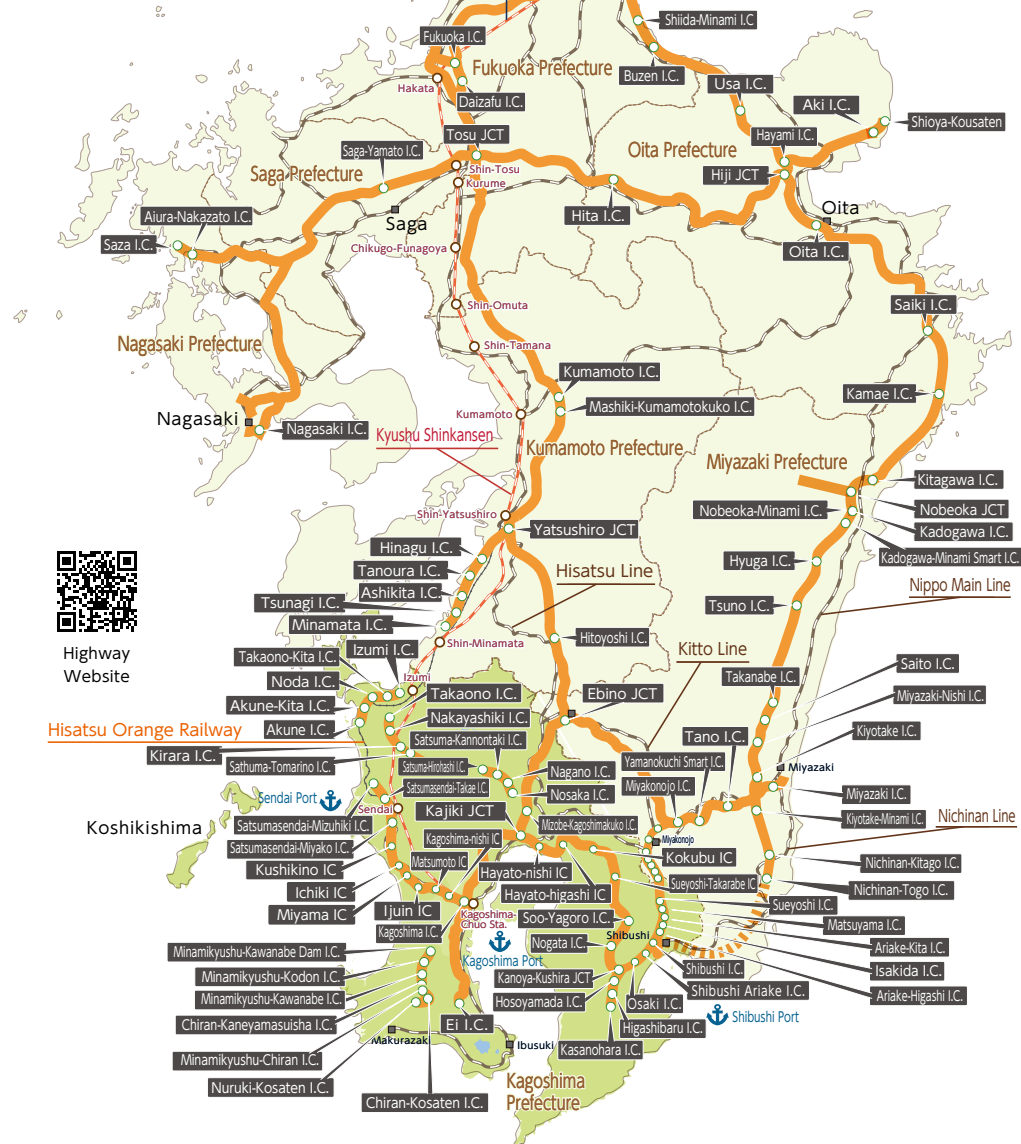 Shiida-Minami I.C
Fukuoka I.C.
Fukuoka Prefecture
Buzen I.C.
Hakata
Usa I.C.
Daizafu I.C.
Aki I.C.
Shioya-Kousaten
Tosu JCT
Hayami I.C.
Saga-Yamato I.C.
Oita Prefecture
Saga Prefecture
Shin-Tosu
Hiji JCT
Kurume
Aiura-Nakazato I.C.
Hita I.C.
Oita
Saga
Saza I.C.
Chikugo-Funagoya
Oita I.C.
Shin-Omuta
Saiki I.C.
Nagasaki Prefecture
Shin-Tamana
Kumamoto I.C.
Kamae I.C.
Mashiki-Kumamotokuko I.C.
Kumamoto
Nagasaki
Nagasaki I.C.
Kyushu Shinkansen
Kumamoto Prefecture
Miyazaki Prefecture
Kitagawa I.C.
Shin-Yatsushiro
Nobeoka-Minami I.C.
Nobeoka JCT
Yatsushiro JCT
Kadogawa I.C.
Hinagu I.C.
Kadogawa-Minami Smart I.C.
Hyuga I.C.
Tanoura I.C.
Hisatsu Line
Ashikita I.C.
Nippo Main Line
Tsunagi I.C.
Tsuno I.C.
Minamata I.C.
Highway
Website
Hitoyoshi I.C.
Shin-Minamata
Izumi I.C.
Kitto Line
Takaono-Kita I.C.
Saito I.C.
Izumi
Noda I.C.
Takanabe I.C.
Takaono I.C.
Ebino JCT
Miyazaki-Nishi I.C.
Akune-Kita I.C.
Nakayashiki I.C.
Akune I.C.
Hisatsu Orange Railway
Kiyotake I.C.
Satsuma-Kannontaki I.C.
Tano I.C.
Kirara I.C.
Sathuma-Tomarino I.C.
Satsuma-Hirohashi I.C.
Yamanokuchi Smart I.C.
Miyazaki
Nagano I.C.
Miyakonojo I.C.
Satsumasendai-Takae I.C.
Nosaka I.C.
Miyazaki I.C.
Sendai Port
Sendai
Kajiki JCT
Koshikishima
Satsumasendai-Mizuhiki I.C.
Mizobe-Kagoshimakuko I.C.
Kiyotake-Minami I.C.
Nichinan Line
Kagoshima-nishi IC
Miyakonojo
Satsumasendai-Miyako I.C.
Matsumoto IC
Kokubu IC
Nichinan-Kitago I.C.
Kushikino IC
Hayato-nishi IC
Sueyoshi-Takarabe IC
Nichinan-Togo I.C.
Ichiki IC
Hayato-higashi IC
Miyama IC
Sueyoshi I.C.
Ijuin IC
Kagoshima-
Chuo Sta.
Soo-Yagoro I.C.
Matsuyama I.C.
Kagoshima I.C.
Shibushi
Nogata I.C.
Ariake-Kita I.C.
Minamikyushu-Kawanabe Dam I.C.
Kagoshima Port
Shibushi I.C.
Isakida I.C.
Minamikyushu-Kodon I.C.
Kanoya-Kushira JCT
Shibushi Ariake I.C.
Ariake-Higashi I.C.
Minamikyushu-Kawanabe I.C.
Hosoyamada I.C.
Osaki I.C.
Shibushi Port
Chiran-Kaneyamasuisha I.C.
Ei I.C.
Higashibaru I.C.
Makurazaki
Ibusuki
Kasanohara I.C.
Minamikyushu-Chiran I.C.
Nuruki-Kosaten I.C.
Kagoshima
Prefecture
Chiran-Kosaten I.C.